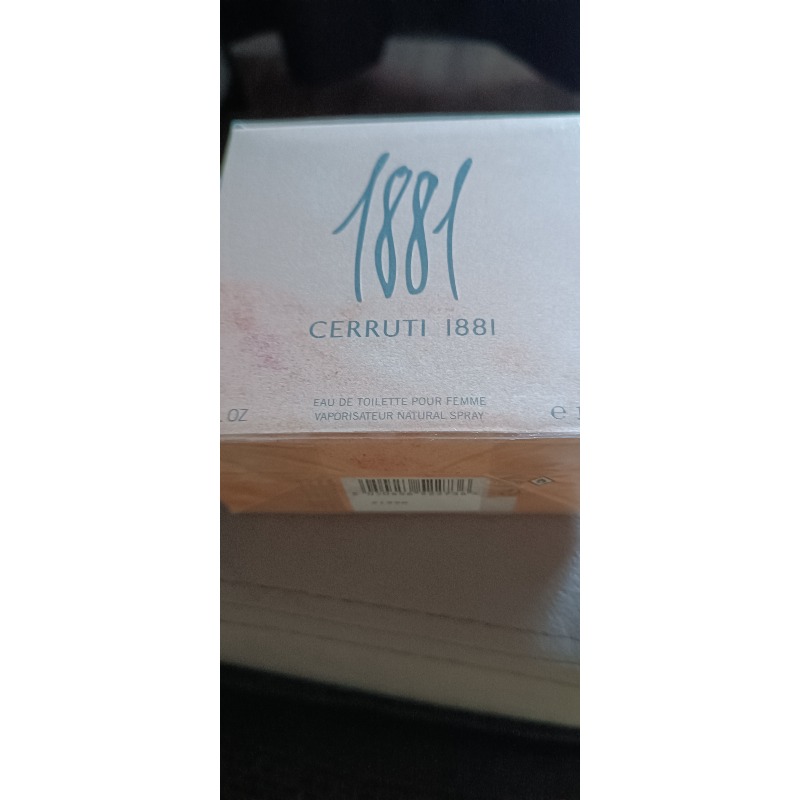 1881
CERRUTI 1881
EAU DE TOILETTE POUR FEMME
OZ
VAPORISATEUR NATURAL SPRAY
℮